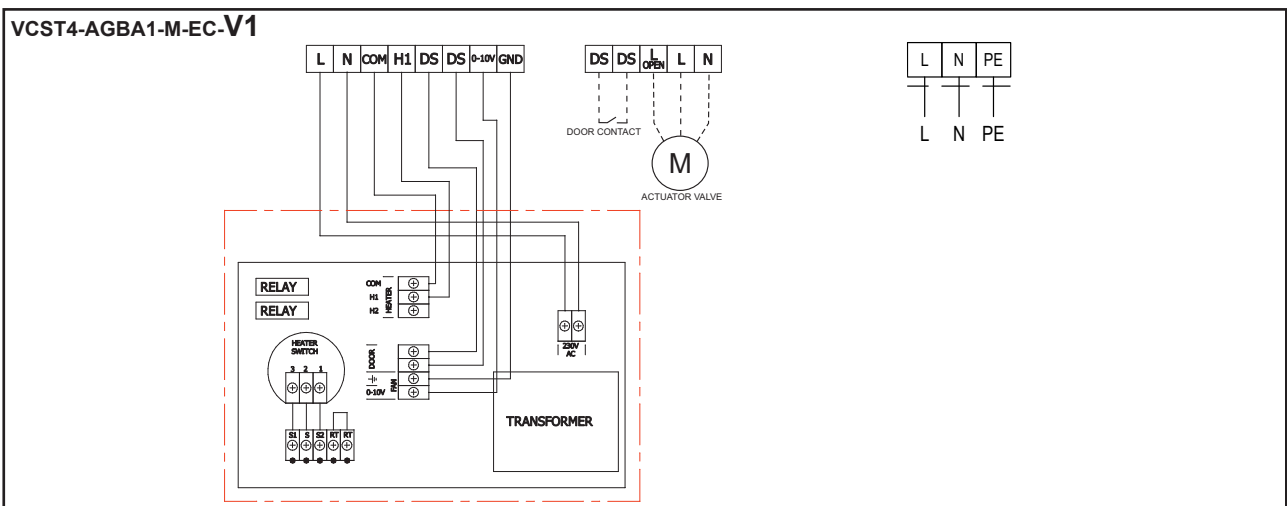 VCST4-AGBA1-M-EC-V1
L N COM H1 DS DS 0-10V GND
DS DS L OPEN L N
L N PE
DOOR CONTACT
L N PE
M
ACTUATOR VALVE
RELAY
RELAY
COM
H1
H2
HEATER
HEATER
SWITCH
3 2 1
DOOR
FAN
0-10V
230V
AC
TRANSFORMER
S1 S S2 RT RT